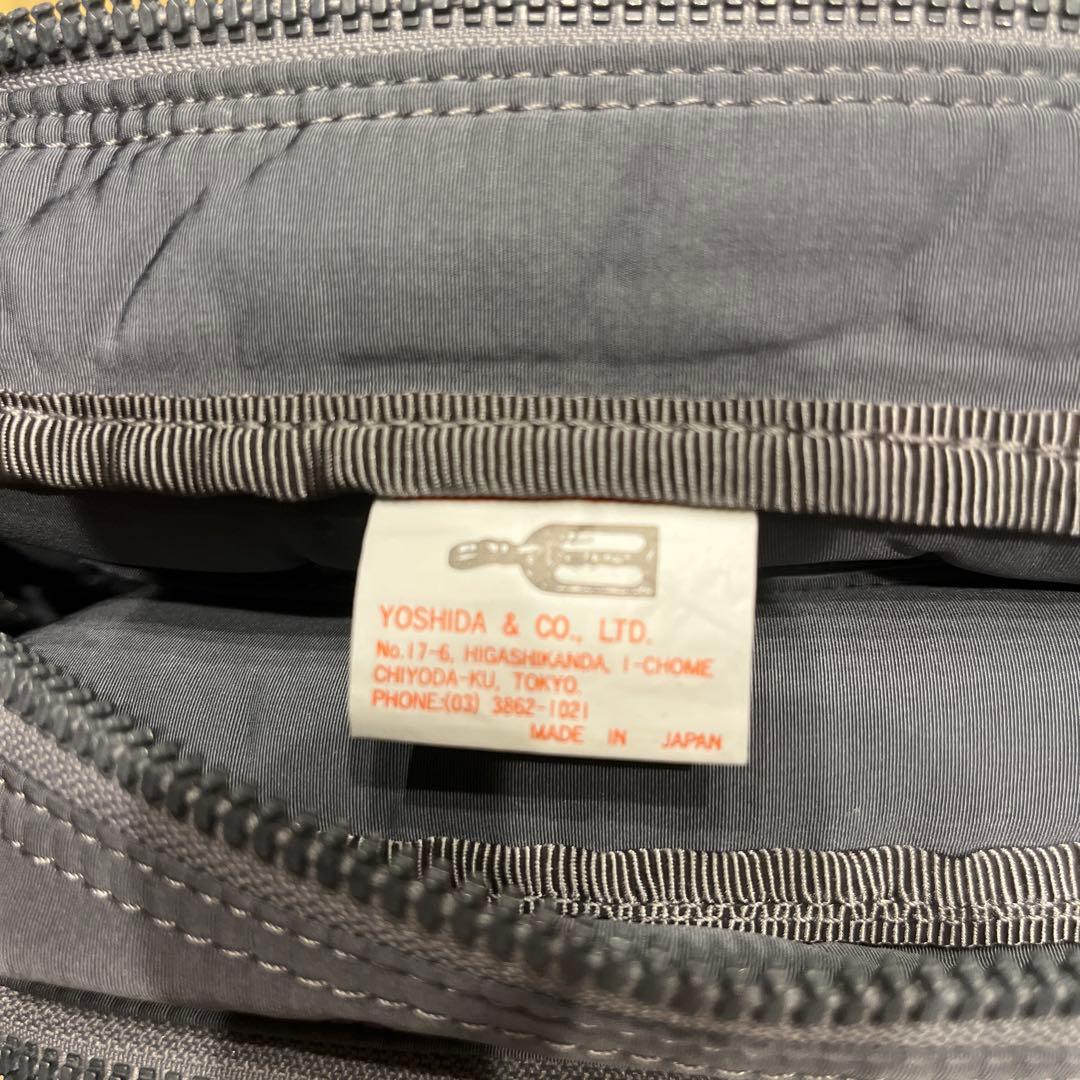 YOSHIDA & CO., LTD.
No.17-6, HIGASHIKANDA, 1-CHOME
CHIYODA-KU, TOKYO.
PHONE:(03) 3862-1021
MADE IN JAPAN